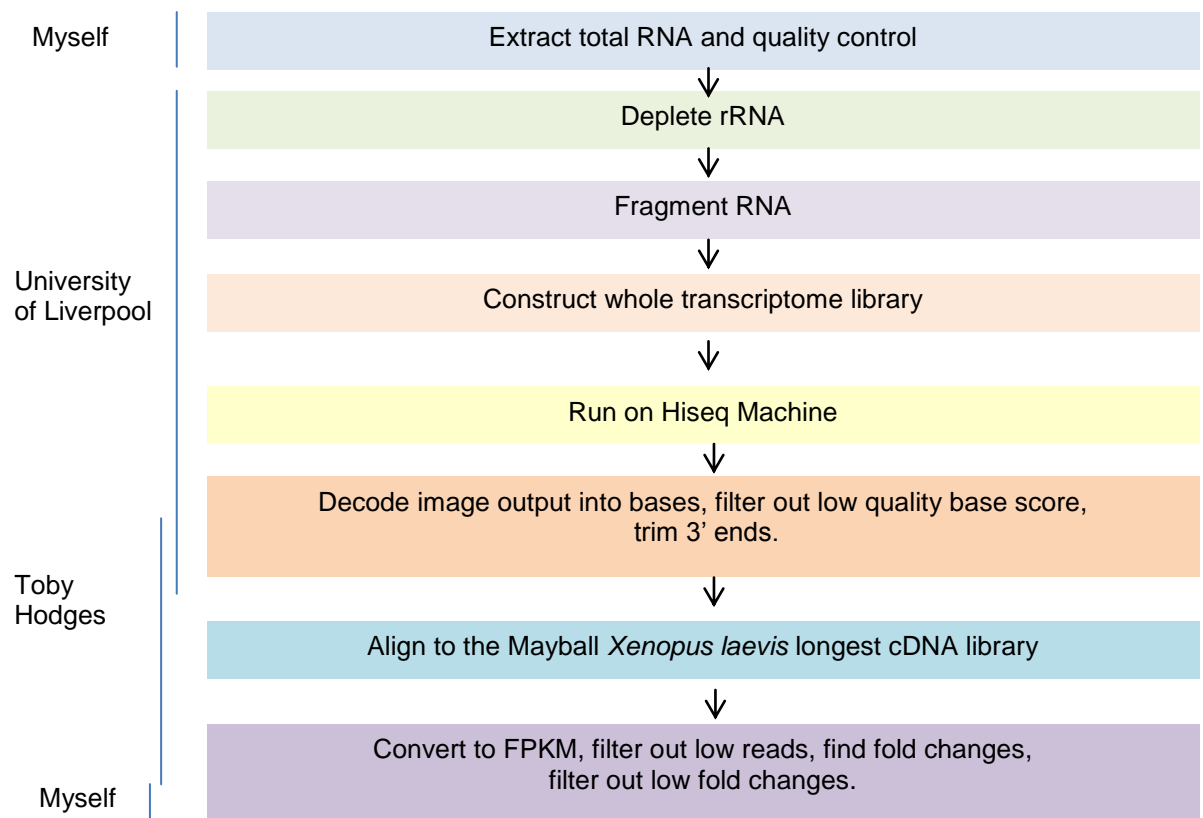 Myself
Extract total RNA and quality control
Deplete rRNA
Fragment RNA
University
of Liverpool
Construct whole transcriptome library
Run on Hiseq Machine
Decode image output into bases, filter out low quality base score,
trim 3’ ends.
Toby
Hodges
Align to the Mayball Xenopus laevis longest cDNA library
Convert to FPKM, filter out low reads, find fold changes,
filter out low fold changes.
Myself